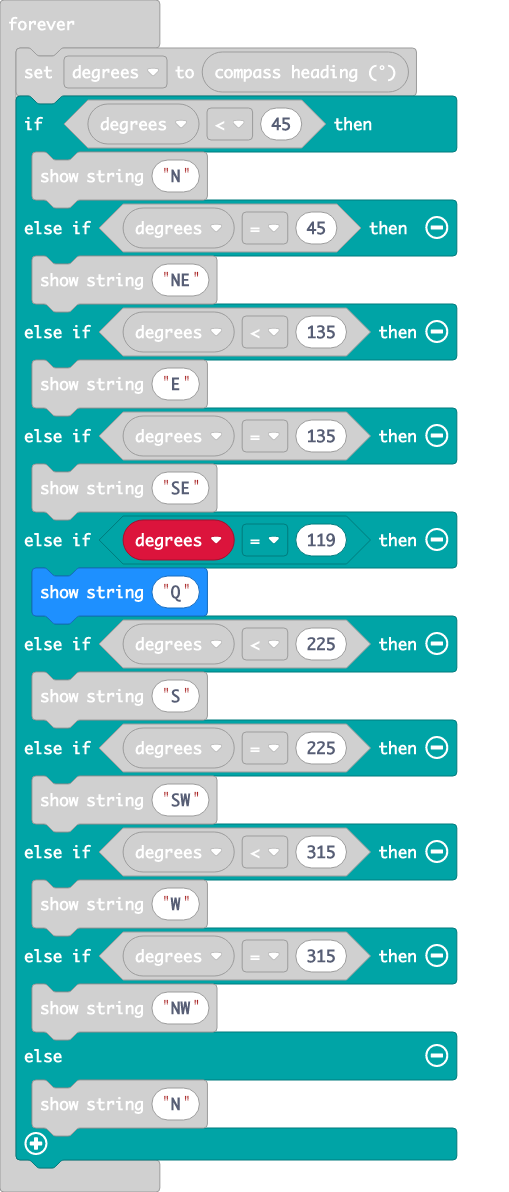 forever
set degrees to compass heading (°)
if degrees < 45 then
show string "N"
else if degrees = 45 then
show string "NE"
else if degrees < 135 then
show string "E"
else if degrees = 135 then
show string "SE"
else if degrees = 119 then
show string "Q"
else if degrees < 225 then
show string "S"
else if degrees = 225 then
show string "SW"
else if degrees < 315 then
show string "W"
else if degrees = 315 then
show string "NW"
else
show string "N"